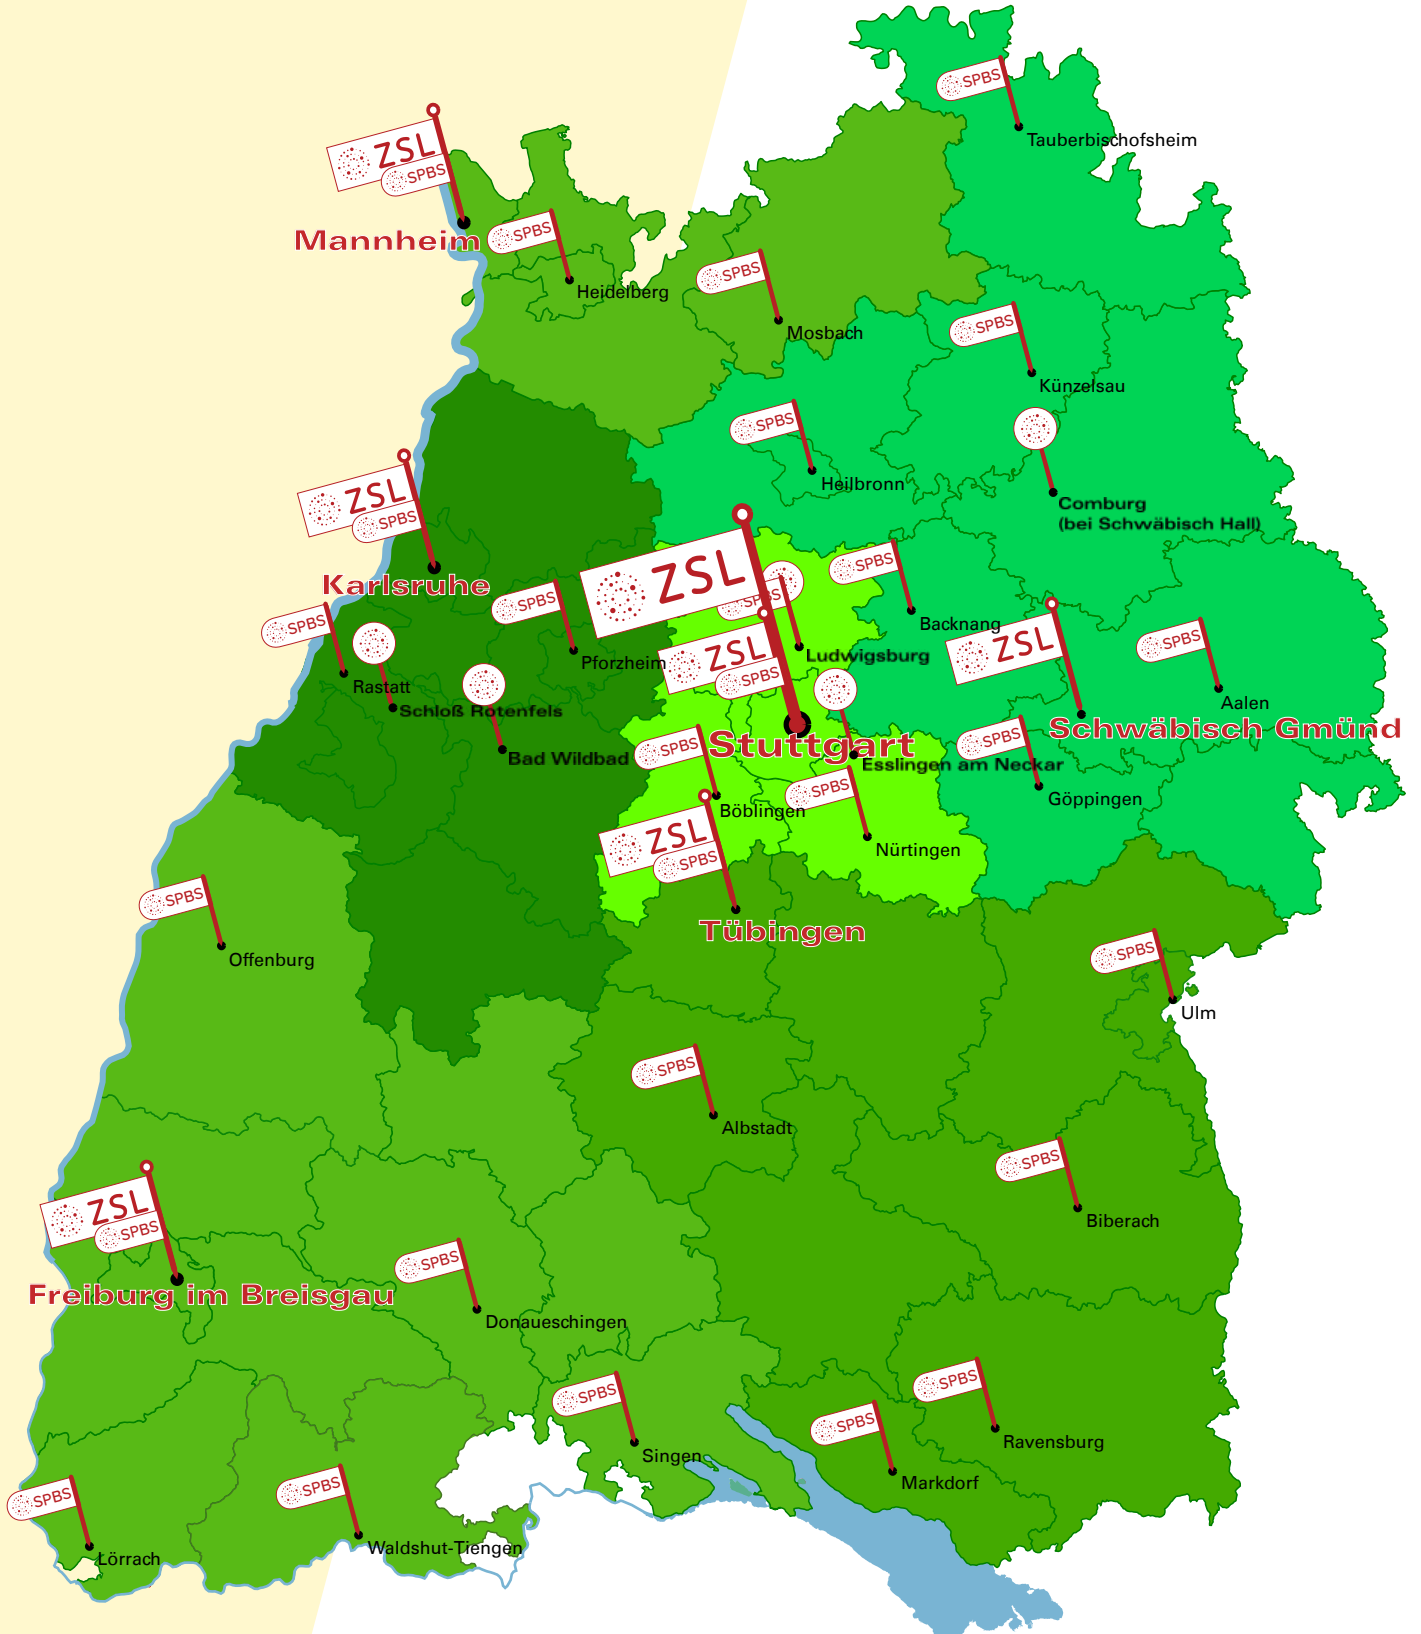 SPBS
Tauberbischofsheim
ZSL
SPBS
Mannheim
SPBS
Heidelberg
SPBS
Mosbach
SPBS
Künzelsau
SPBS
Heilbronn
Comburg
(bei Schwäbisch Hall)
ZSL
SPBS
Karlsruhe
SPBS
Rastatt
Schloß Rotenfels
SPBS
Pforzheim
Bad Wildbad
ZSL
SPBS
Ludwigsburg
SPBS
Backnang
ZSL
SPBS
Stuttgart
ZSL
Schwäbisch Gmünd
SPBS
Aalen
Esslingen am Neckar
SPBS
Göppingen
SPBS
Böblingen
SPBS
Nürtingen
ZSL
SPBS
Tübingen
SPBS
Offenburg
SPBS
Ulm
SPBS
Albstadt
SPBS
Biberach
ZSL
SPBS
Freiburg im Breisgau
SPBS
Donaueschingen
SPBS
Singen
SPBS
Ravensburg
SPBS
Markdorf
SPBS
Lörrach
SPBS
Waldshut-Tiengen